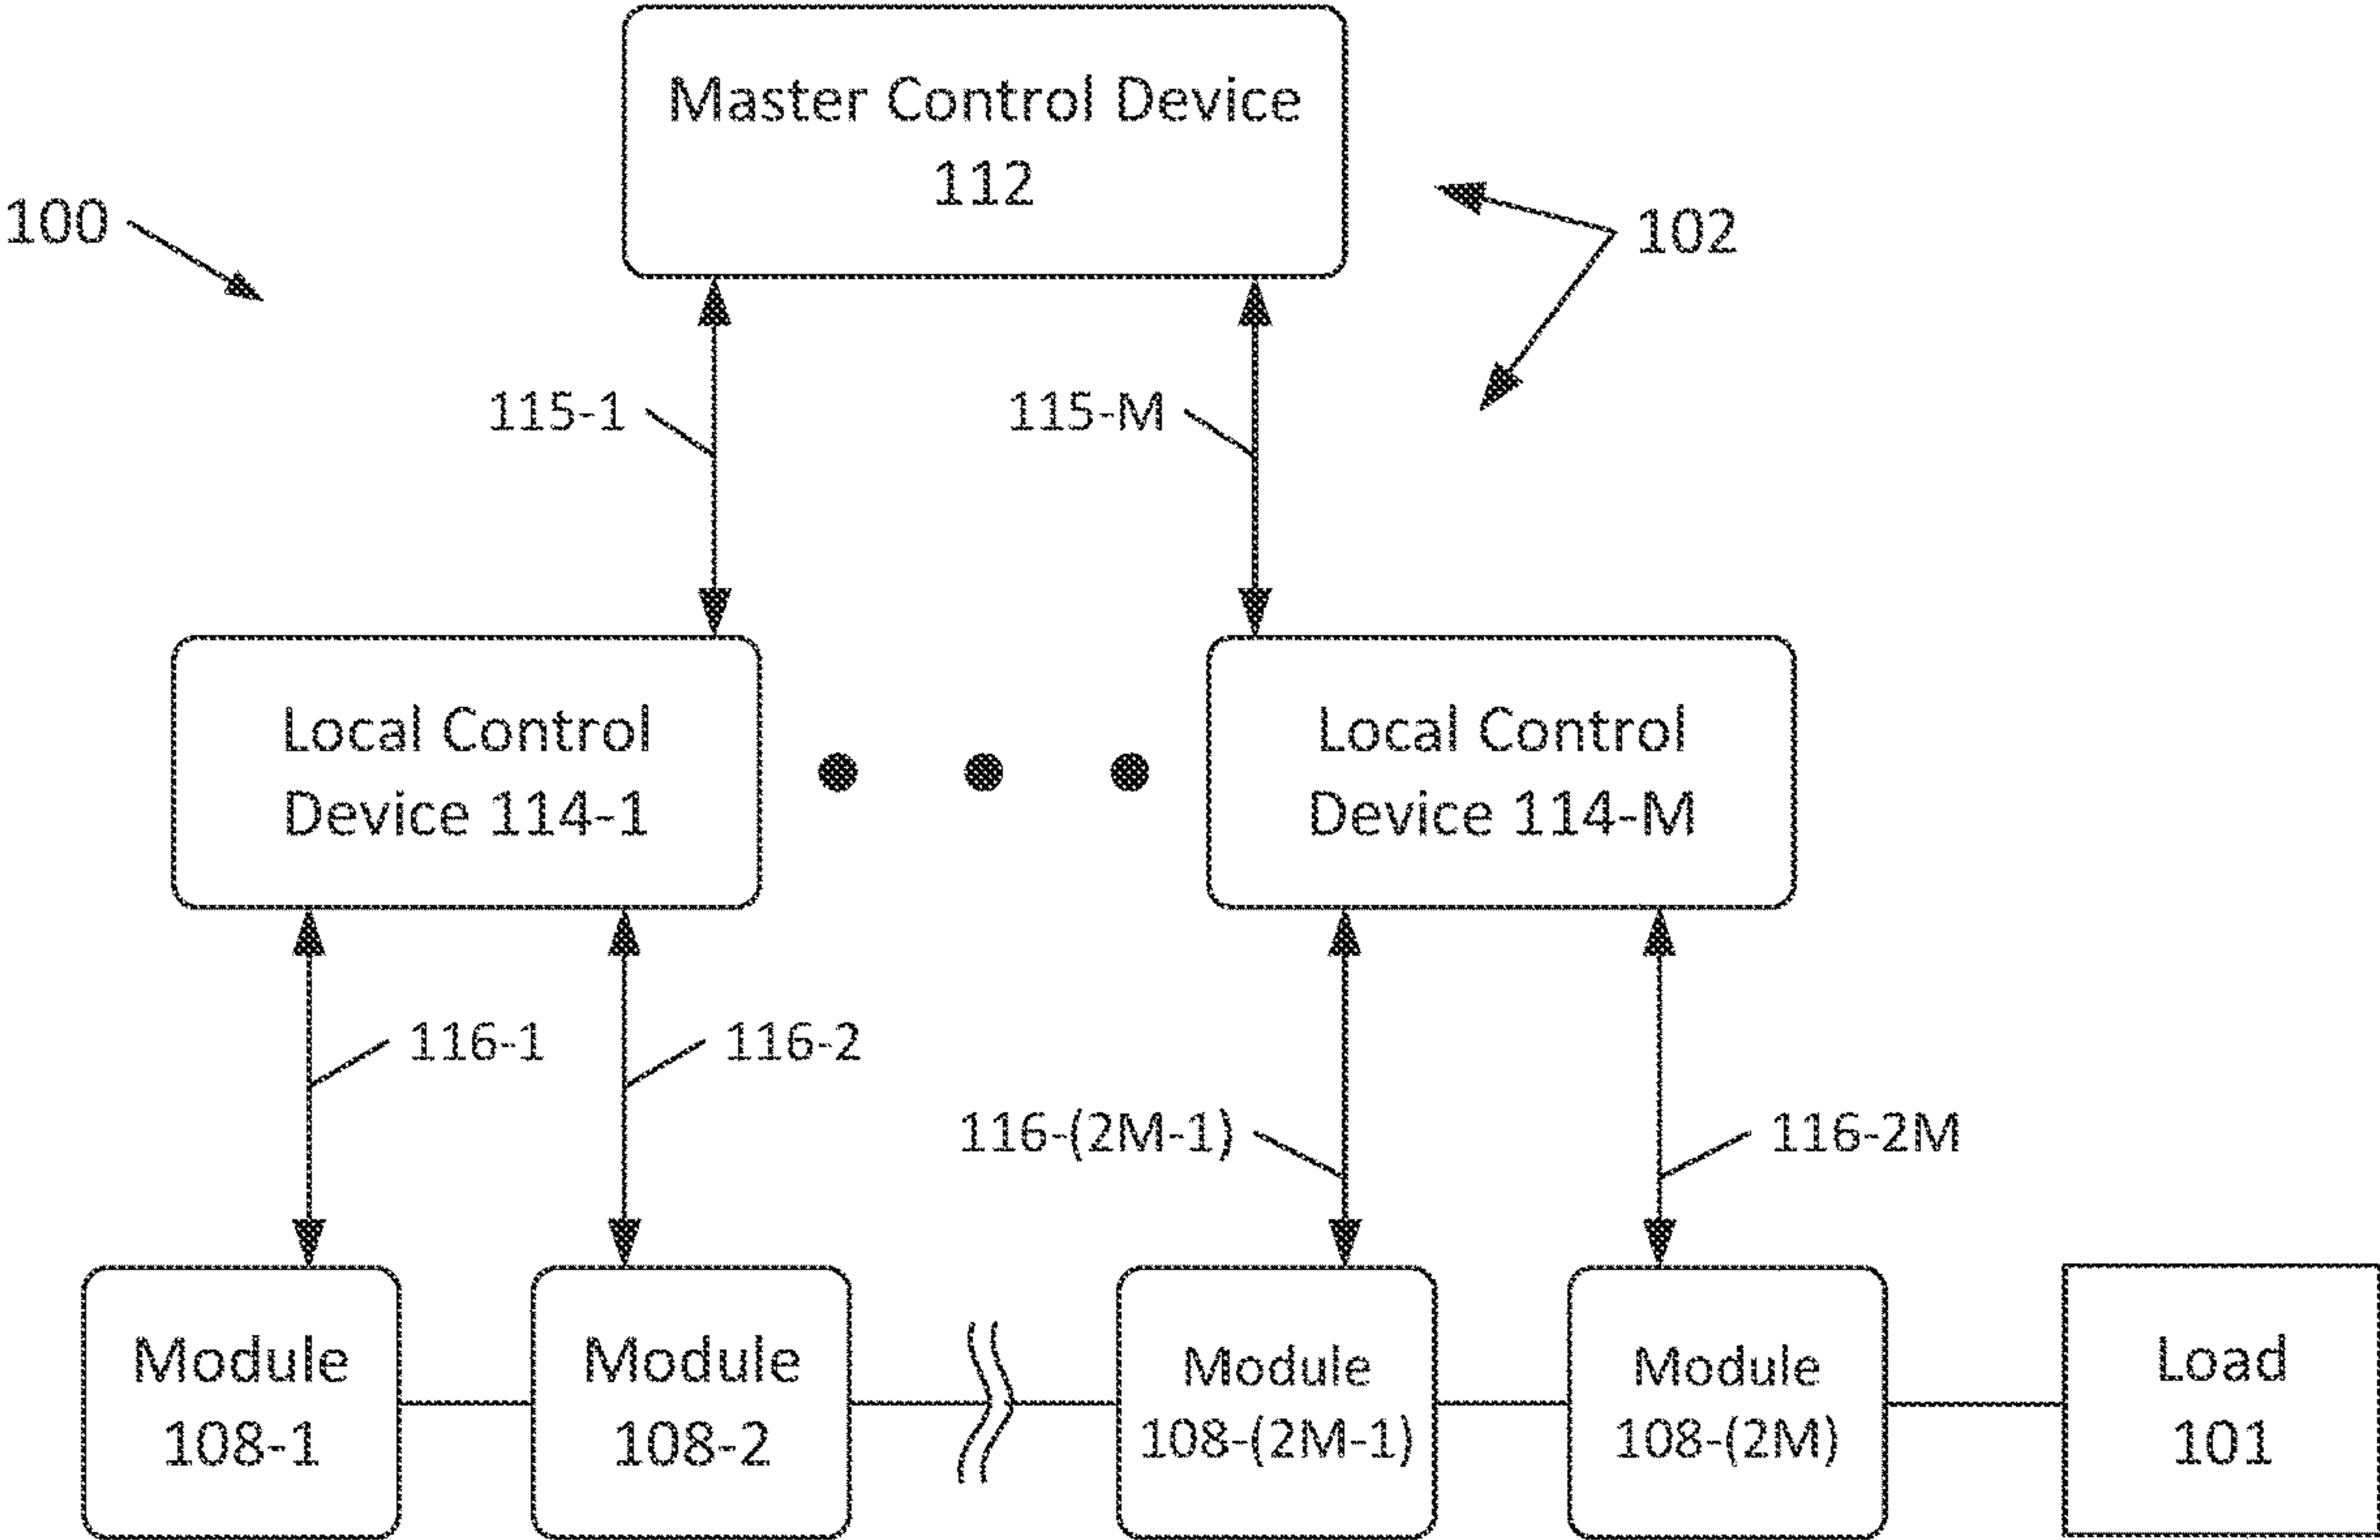 Master Control Device
112
100
102
115-1
115-M
Local Control
Device 114-1
Local Control
Device 114-M
116-1
116-2
116-(2M-1)
116-2M
Module
108-1
Module
108-2
Module
108-(2M-1)
Module
108-(2M)
Load
101